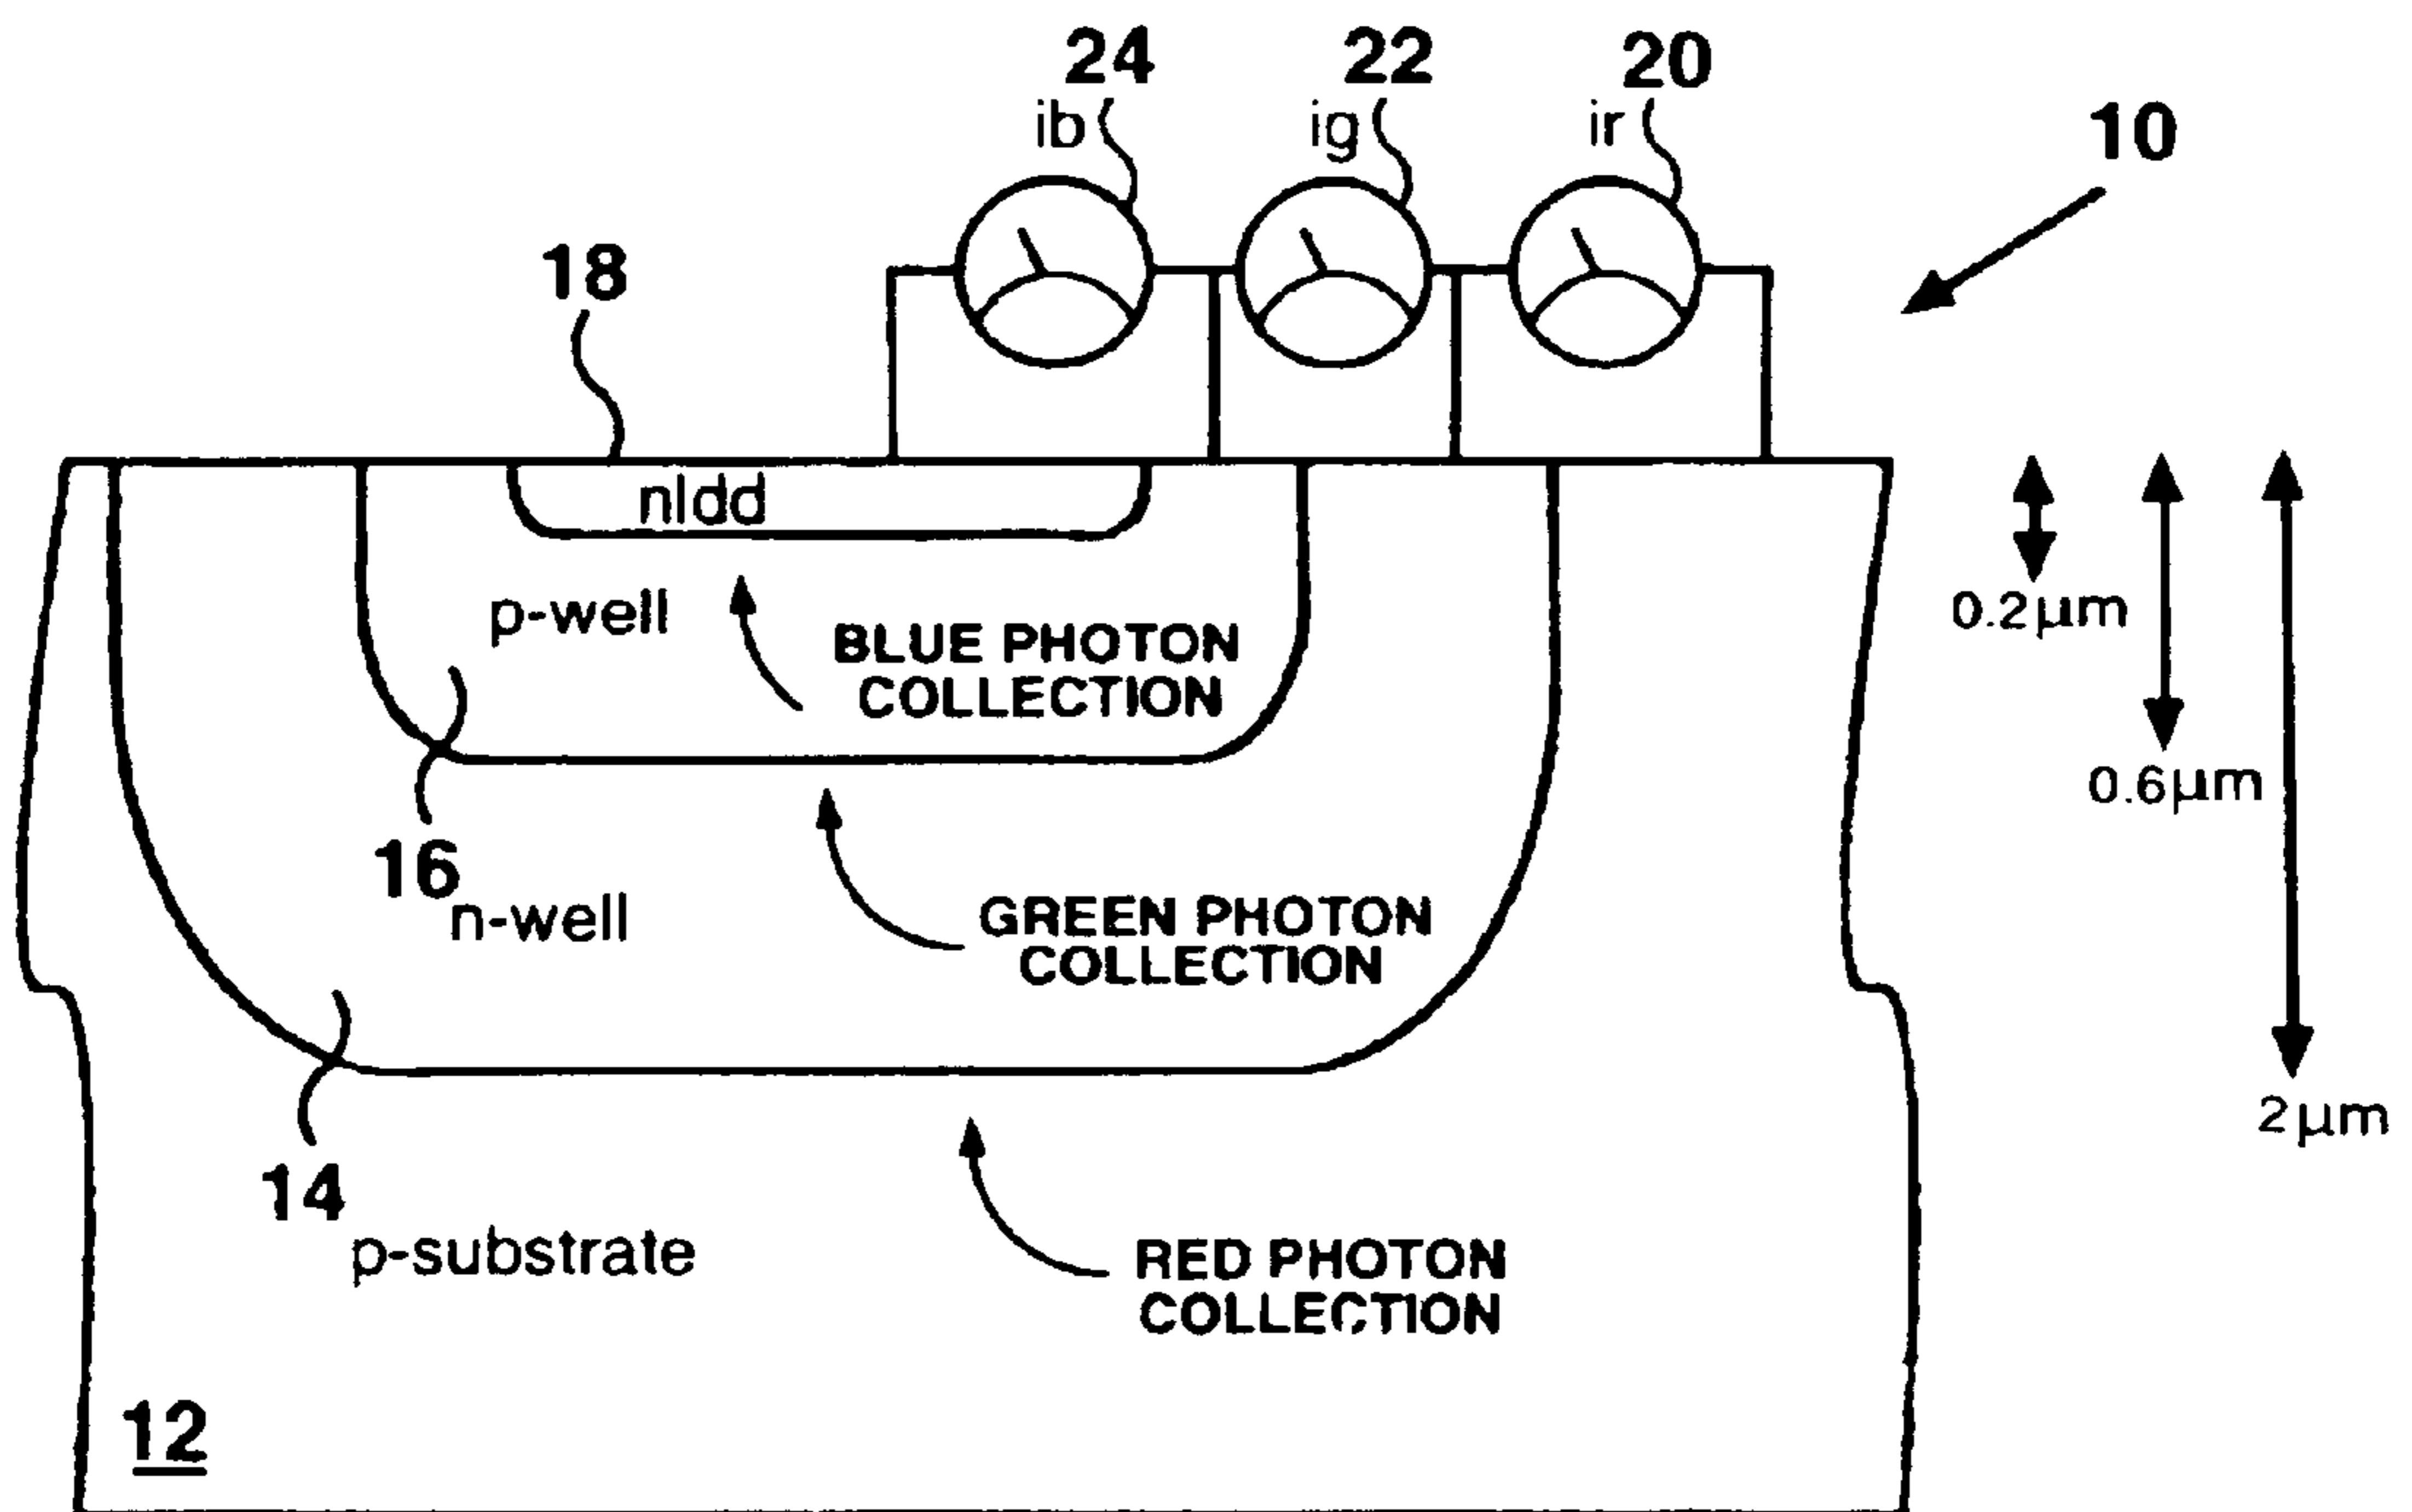 24
22
20
ib
ig
ir
10
18
nldd
0.2µm
p-well
BLUE PHOTON
COLLECTION
0.6µm
16
n-well
GREEN PHOTON
COLLECTION
2µm
14
p-substrate
RED PHOTON
COLLECTION
12